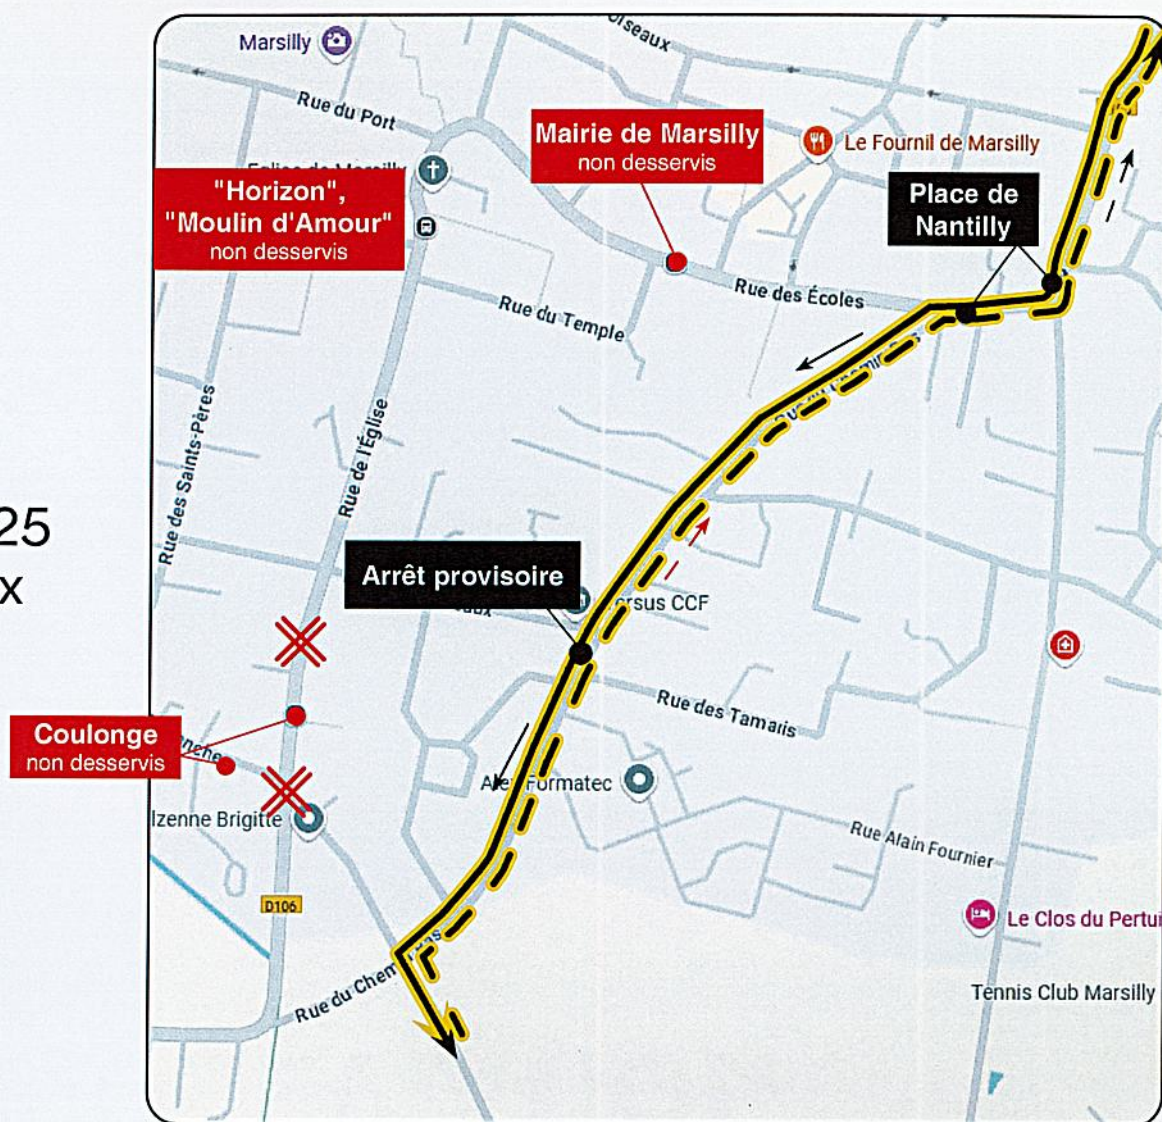 Marsilly
Rue du Port
Mairie de Marsilly
non desservis
Le Fournil de Marsilly
"Horizon",
"Moulin d'Amour"
non desservis
Place de
Nantilly
Rue des Écoles
Rue du Temple
Rue des Saints-Pères
Rue de l'Église
25
x
Arrêt provisoire
CCF
Rue des Tamaris
Coulonge
non desservis
Formatec
Brigitte
Rue Alain Fournier
D106
Le Clos du
Rue du
Tennis Club Marsilly